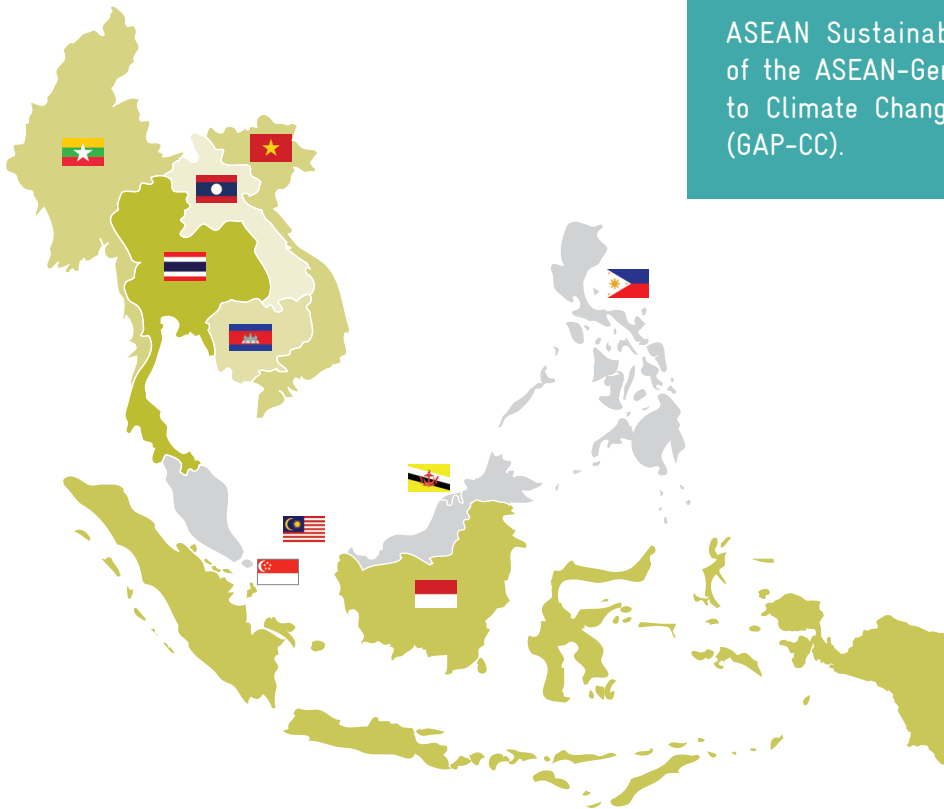 ASEAN Sustainab
of the ASEAN-Ger
to Climate Chang
(GAP-CC).